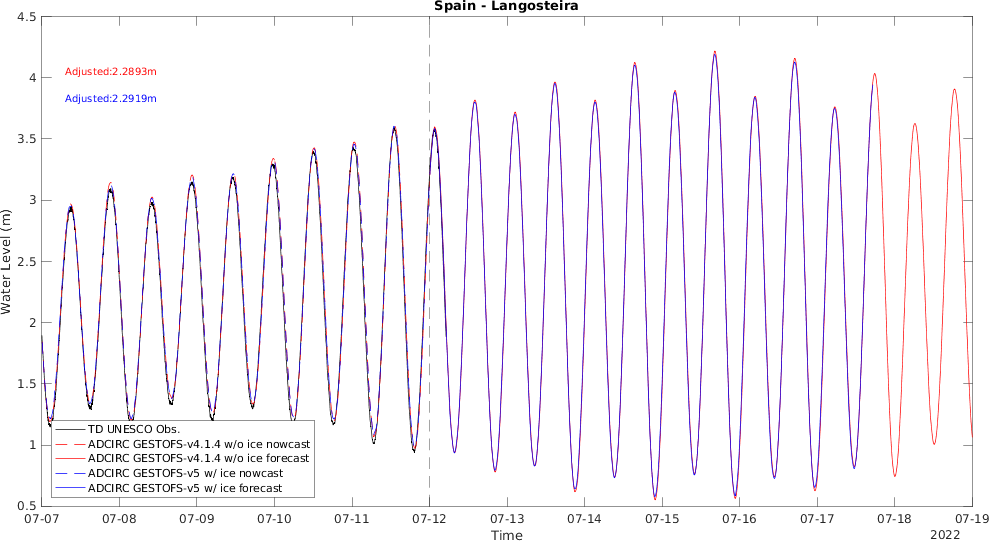 Spain - Langosteira
4.5
4
3.5
3
2.5
2
1.5
1
0.5
Water Level (m)
Adjusted:2.2893m
Adjusted:2.2919m
TD UNESCO Obs.
ADCIRC GESTOFS-v4.1.4 w/o ice nowcast
ADCIRC GESTOFS-v4.1.4 w/o ice forecast
ADCIRC GESTOFS-v5 w/ ice nowcast
ADCIRC GESTOFS-v5 w/ ice forecast
07-07 07-08 07-09 07-10 07-11 07-12 07-13 07-14 07-15 07-16 07-17 07-18 07-19
Time
2022